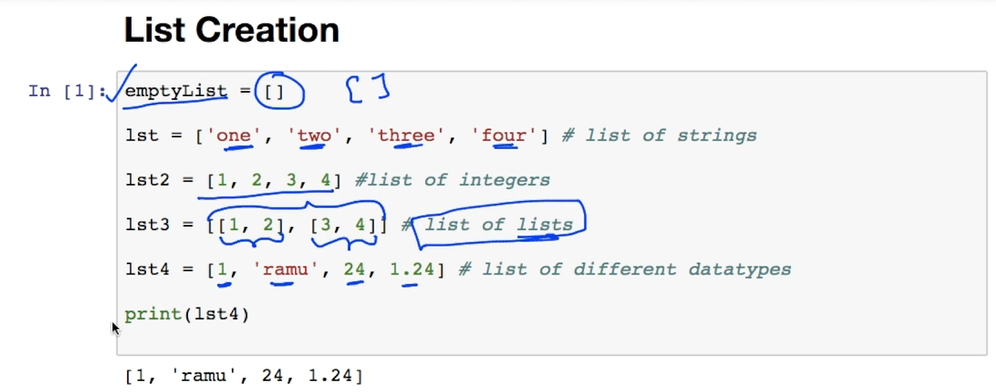 List Creation
In [1]: emptyList = [] []
lst = ['one', 'two', 'three', 'four'] # list of strings
lst2 = [1, 2, 3, 4] #list of integers
lst3 = [[1, 2], [3, 4]] # list of lists
lst4 = [1, 'ramu', 24, 1.24] # list of different datatypes
print(lst4)
[1, 'ramu', 24, 1.24]